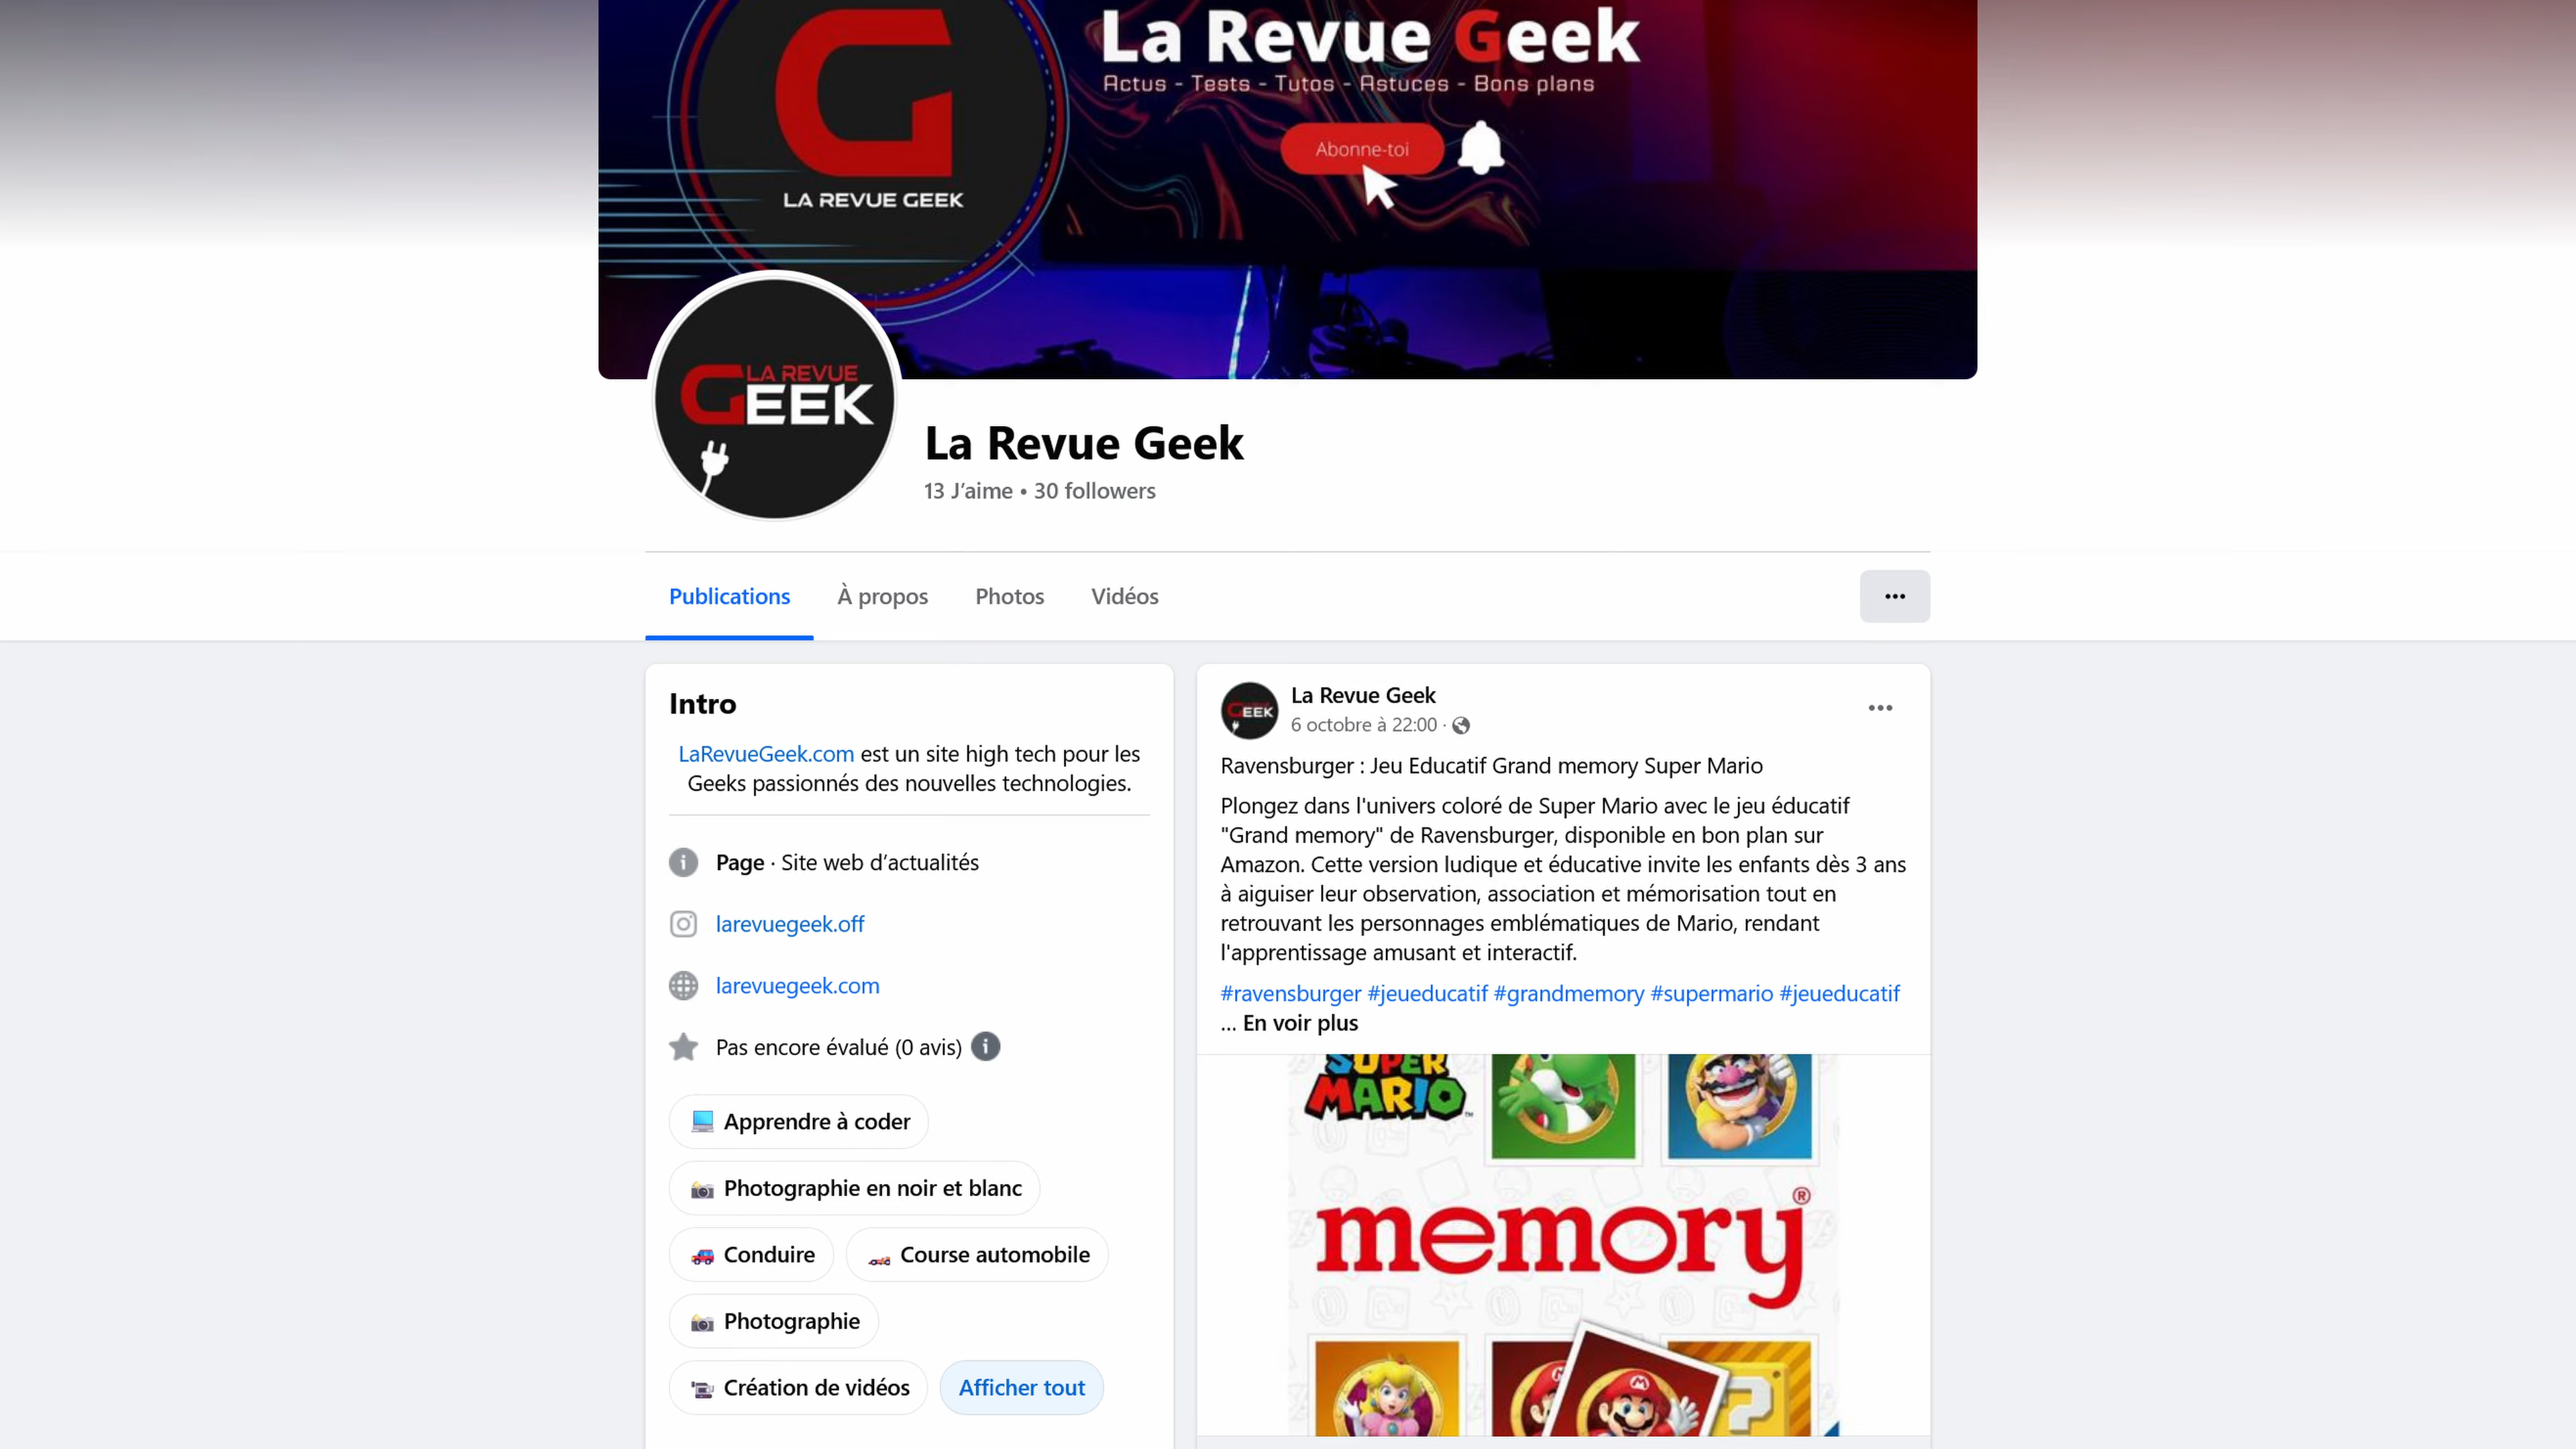 La Revue Geek
Actus - Tests - Tutos - Astuces - Bons plans
Abonne-toi
G
LA REVUE GEEK
LA REVUE
GEEK
La Revue Geek
13 J’aime • 30 followers
Publications
À propos
Photos
Vidéos
Intro
LaRevueGeek.com est un site high tech pour les
Geeks passionnés des nouvelles technologies.
Page · Site web d’actualités
larevuegeek.off
larevuegeek.com
Pas encore évalué (0 avis)
Apprendre à coder
Photographie en noir et blanc
Conduire
Course automobile
Photographie
Création de vidéos
Afficher tout
GEEK
La Revue Geek
6 octobre à 22:00 ·
Ravensburger : Jeu Educatif Grand memory Super Mario
Plongez dans l'univers coloré de Super Mario avec le jeu éducatif
"Grand memory" de Ravensburger, disponible en bon plan sur
Amazon. Cette version ludique et éducative invite les enfants dès 3 ans
à aiguiser leur observation, association et mémorisation tout en
retrouvant les personnages emblématiques de Mario, rendant
l'apprentissage amusant et interactif.
#ravensburger #jeueducatif #grandmemory #supermario #jeueducatif
... En voir plus
SUPER
MARIO™
memory®